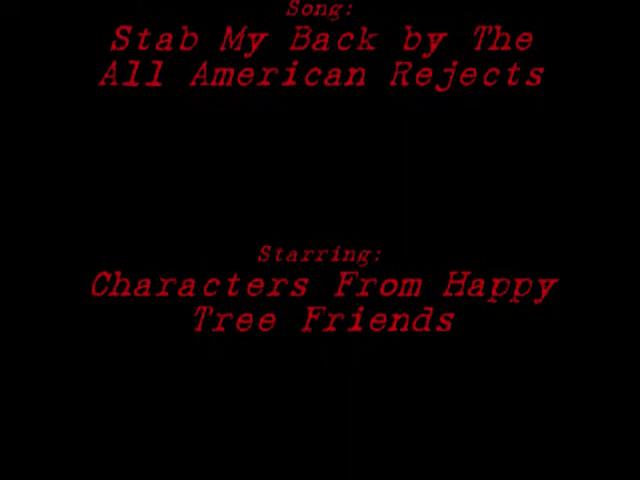 Song:
Stab My Back by The
All American Rejects
Starring:
Characters From Happy
Tree Friends